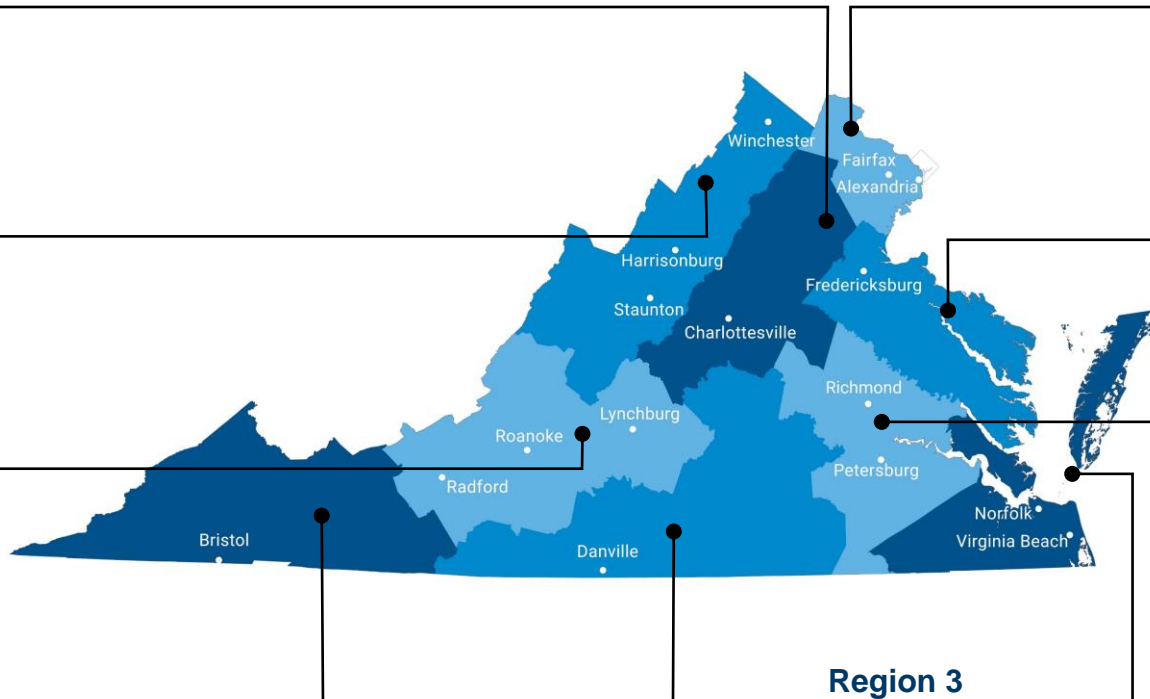 Winchester
Fairfax
Alexandria
Harrisonburg
Fredericksburg
Staunton
Charlottesville
Richmond
Lynchburg
Roanoke
Petersburg
Radford
Norfolk
Bristol
Virginia Beach
Danville
Region 3